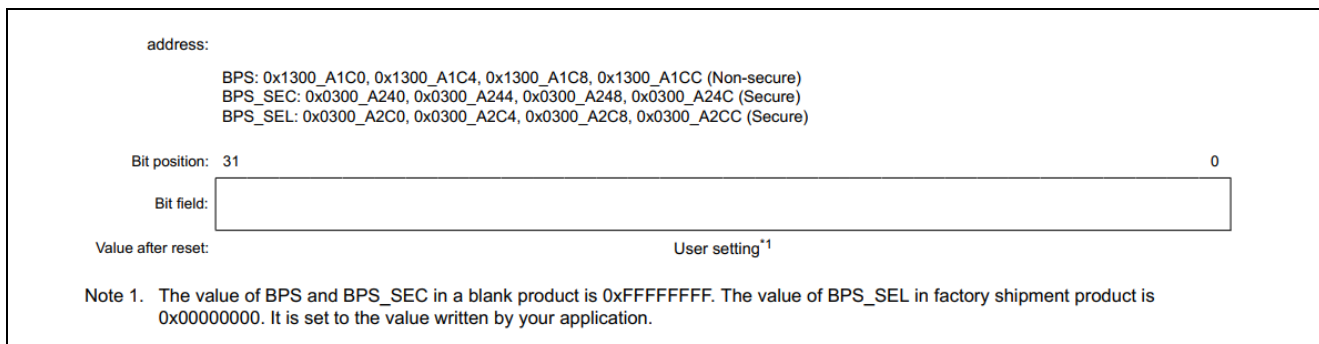 address:
BPS: 0x1300_A1C0, 0x1300_A1C4, 0x1300_A1C8, 0x1300_A1CC (Non-secure)
BPS_SEC: 0x0300_A240, 0x0300_A244, 0x0300_A248, 0x0300_A24C (Secure)
BPS_SEL: 0x0300_A2C0, 0x0300_A2C4, 0x0300_A2C8, 0x0300_A2CC (Secure)
Bit position: 31 0
Bit field:
Value after reset: User setting*1
Note 1. The value of BPS and BPS_SEC in a blank product is 0xFFFFFFFF. The value of BPS_SEL in factory shipment product is
0x00000000. It is set to the value written by your application.